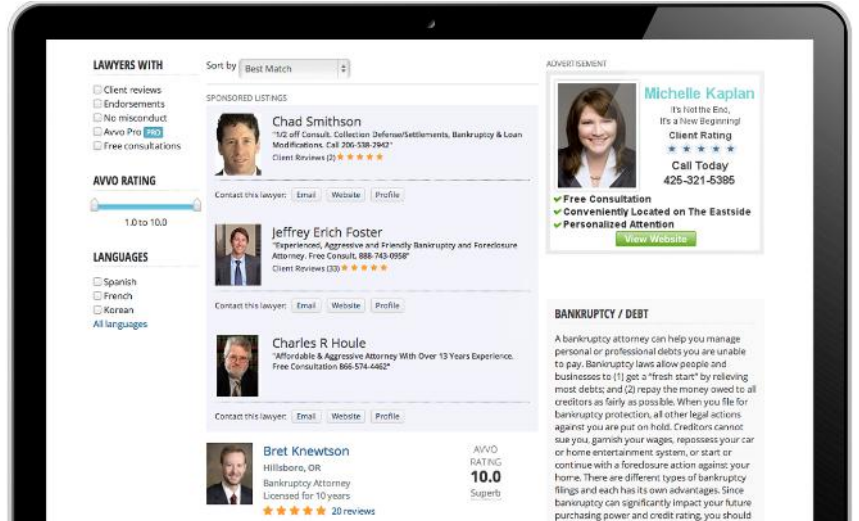 LAWYERS WITH
Client reviews
Endorsements
No misconduct
Avvo Pro PRO
Free consultations
AVVO RATING
1.0 to 10.0
LANGUAGES
Spanish
French
Korean
All languages
Sort by Best Match
SPONSORED LISTINGS
Chad Smithson
"1/2 off Consult. Collection Defense/Settlements, Bankruptcy & Loan
Modifications. Call 206-538-2942"
Client Reviews (2)
Contact this lawyer: Email Website Profile
Jeffrey Erich Foster
"Experienced, Aggressive and Friendly Bankruptcy and Foreclosure
Attorney. Free Consult. 888-743-0958"
Client Reviews (33)
Contact this lawyer: Email Website Profile
Charles R Houle
"Affordable & Aggressive Attorney With Over 13 Years Experience.
Free Consultation 866-574-4462"
Contact this lawyer: Email Website Profile
Bret Knewtson
Hillsboro, OR
Bankruptcy Attorney
Licensed for 10 years
20 reviews
AVVO
RATING
10.0
Superb
ADVERTISEMENT
Michelle Kaplan
It's Not the End,
It's a New Beginning!
Client Rating
Call Today
425-321-5385
Free Consultation
Conveniently Located on The Eastside
Personalized Attention
View Website
BANKRUPTCY / DEBT
A bankruptcy attorney can help you manage
personal or professional debts you are unable
to pay. Bankruptcy laws allow people and
businesses to (1) get a "fresh start" by relieving
most debts; and (2) repay the money owed to all
creditors as fairly as possible. When you file for
bankruptcy protection, all other legal actions
against you are put on hold. Creditors cannot
sue you, garnish your wages, repossess your car
or home entertainment system, or start or
continue with a foreclosure action against your
home. There are different types of bankruptcy
filings and each has its own advantages. Since
bankruptcy can significantly impact your future
purchasing power and credit rating, you should